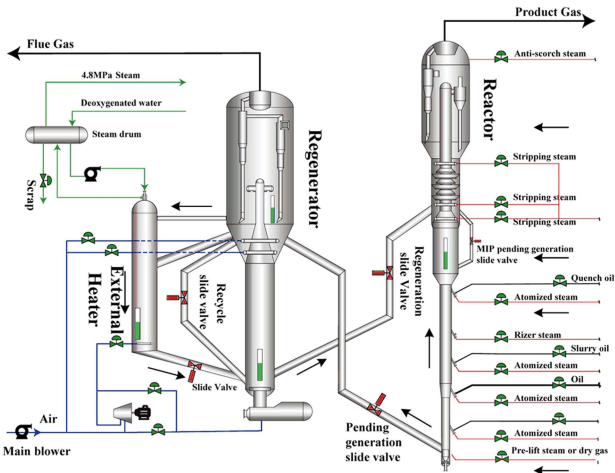 Product Gas
Flue Gas
Anti-scorch steam
4.8MPa Steam
Deoxygenated water
Steam drum
Scrap
Regenerator
Reactor
Stripping steam
Stripping steam
Stripping steam
MIP pending generation
slide valve
Regeneration
slide Valve
Recycle
slide valve
External
Heater
Quench oil
Atomized steam
Rizer steam
Slurry oil
Atomized steam
Oil
Atomized steam
Slide Valve
Air
Main blower
Pending
generation
slide valve
Atomized steam
Pre-lift steam or dry gas